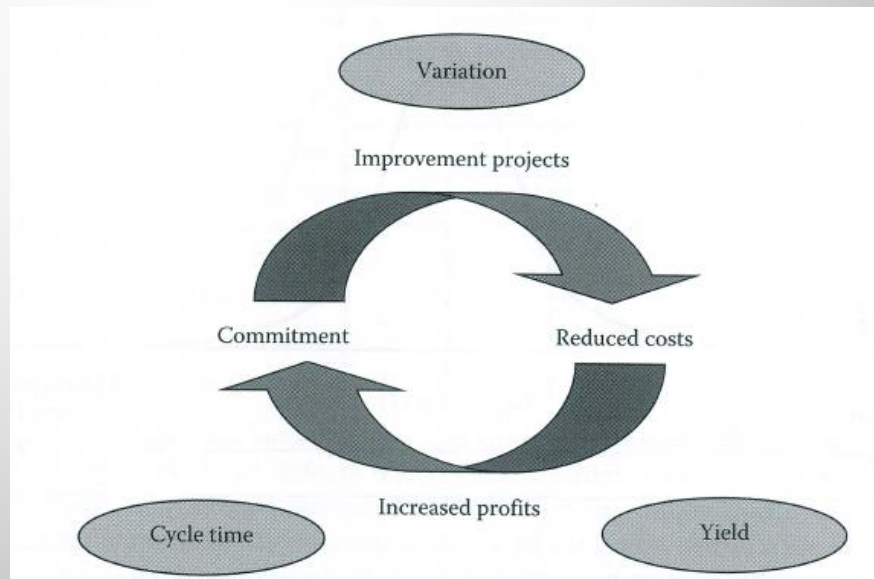 Variation
Improvement projects
Commitment
Reduced costs
Increased profits
Cycle time
Yield